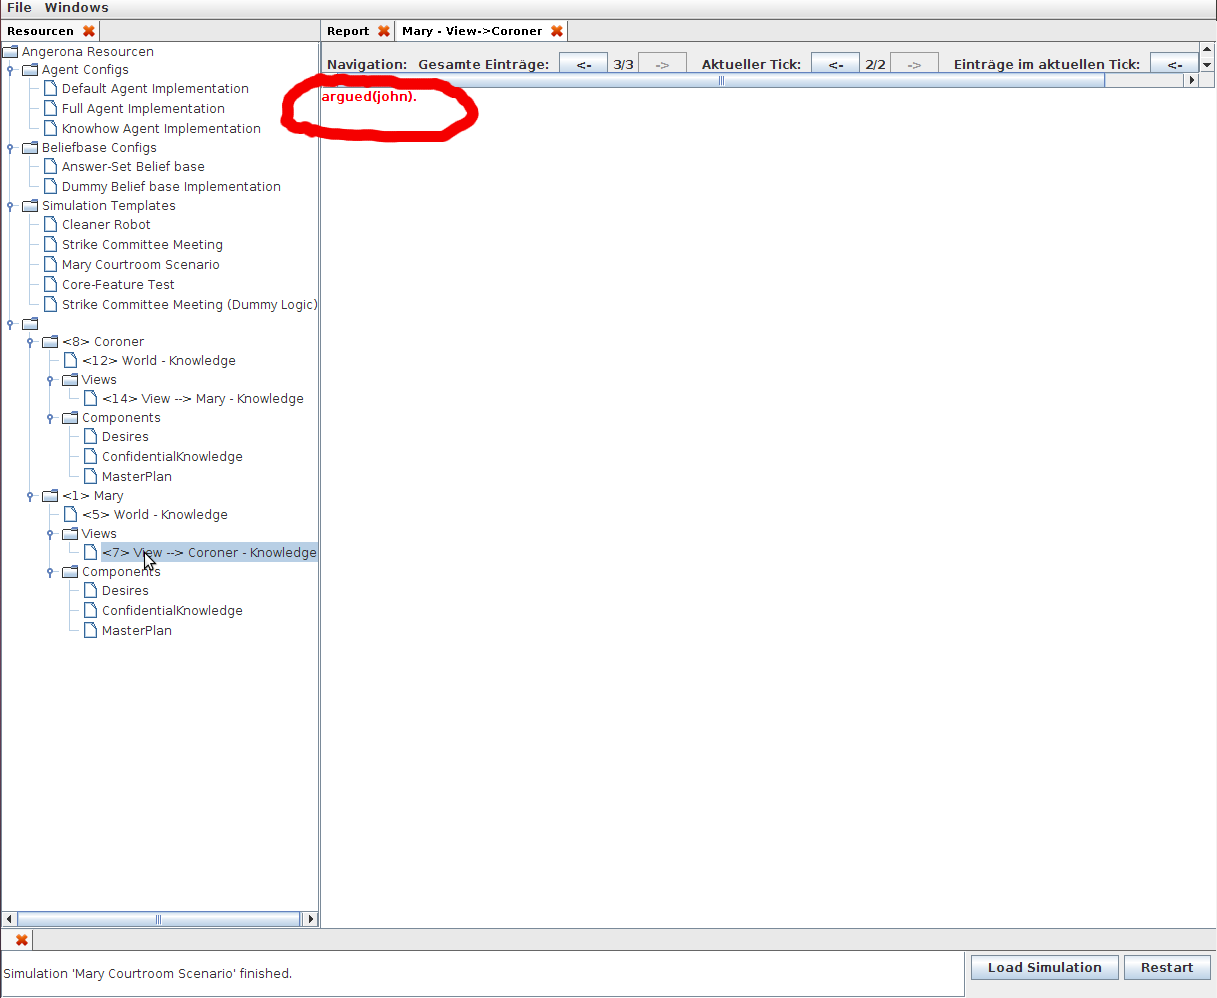 File Windows
Resourcen
Report Mary - View->Coroner
Angerona Resourcen
Agent Configs
Default Agent Implementation
Full Agent Implementation
Knowhow Agent Implementation
Beliefbase Configs
Answer-Set Belief base
Dummy Belief base Implementation
Simulation Templates
Cleaner Robot
Strike Committee Meeting
Mary Courtroom Scenario
Core-Feature Test
Strike Committee Meeting (Dummy Logic)
<8> Coroner
<12> World - Knowledge
Views
<14> View --> Mary - Knowledge
Components
Desires
ConfidentialKnowledge
MasterPlan
<1> Mary
<5> World - Knowledge
Views
<7> View --> Coroner - Knowledge
Components
Desires
ConfidentialKnowledge
MasterPlan
Navigation: Gesamte Einträge: <- 3/3 -> Aktueller Tick: <- 2/2 -> Einträge im aktuellen Tick: <-
argued(john).
Simulation 'Mary Courtroom Scenario' finished.
Load Simulation Restart